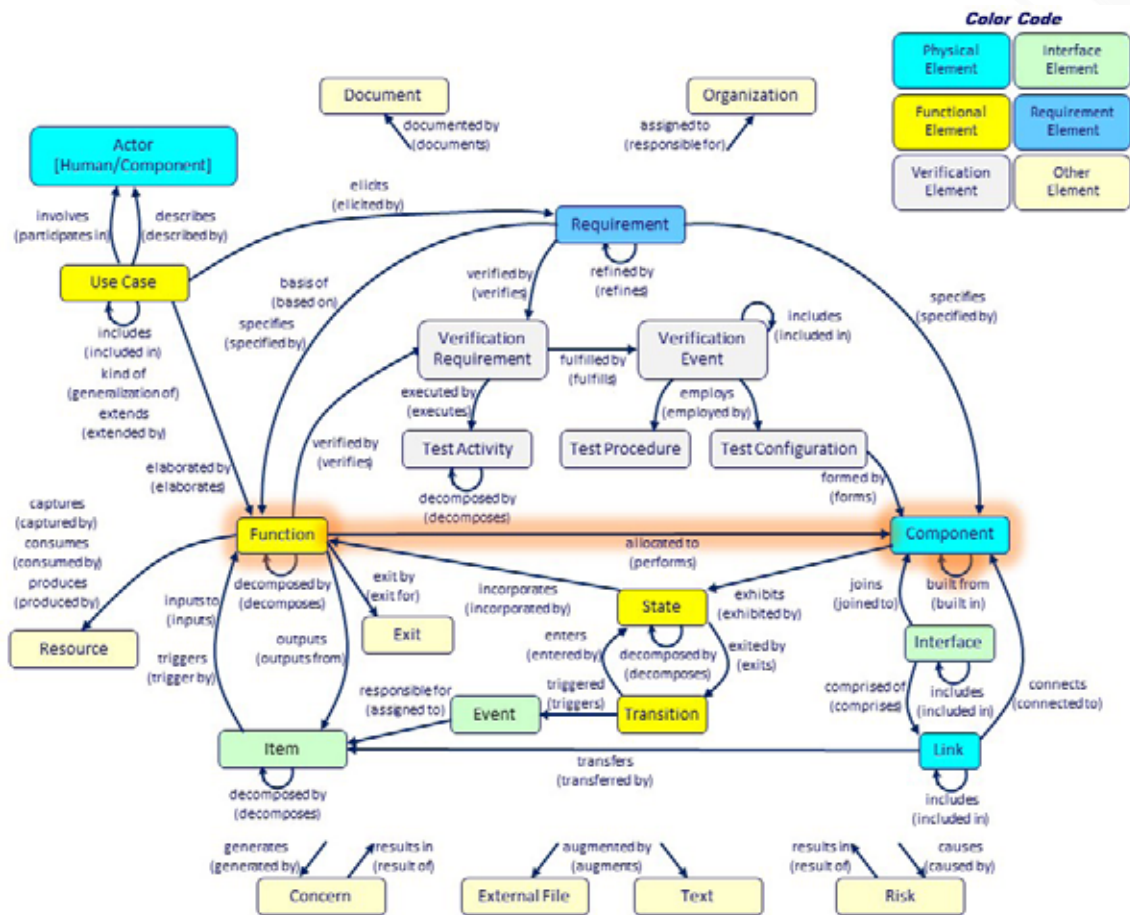 Color Code
Physical
Element
Interface
Element
Functional
Element
Requirement
Element
Verification
Element
Other
Element
Document
documented by
(documents)
Organization
assigned to
(responsible for)
Actor
[Human/Component]
involves
(participates in)
describes
(described by)
elicits
(elicited by)
Requirement
refined by
(refines)
Use Case
includes
(included in)
kind of
(generalization of)
extends
(extended by)
basis of
(based on)
specifies
(specified by)
verified by
(verifies)
specifies
(specified by)
Verification
Requirement
fulfilled by
(fulfills)
Verification
Event
includes
(included in)
executed by
(executes)
employs
(employed by)
Test Activity
decomposed by
(decomposes)
Test Procedure
Test Configuration
formed by
(forms)
verified by
(verifies)
elaborated by
(elaborates)
captures
(captured by)
consumes
(consumed by)
produces
(produced by)
Function
decomposed by
(decomposes)
allocated to
(performs)
Component
built from
(built in)
exit by
(exit for)
Exit
incorporates
(incorporated by)
State
decomposed by
(decomposes)
exhibits
(exhibited by)
joins
(joined to)
Resource
inputs to
(inputs)
triggers
(trigger by)
outputs
(outputs from)
enters
(entered by)
exited by
(exits)
Interface
includes
(included in)
comprised of
(comprises)
connects
(connected to)
responsible for
(assigned to)
Event
triggered
(triggers)
Transition
Item
decomposed by
(decomposes)
transfers
(transferred by)
Link
includes
(included in)
generates
(generated by)
results in
(result of)
Concern
augmented by
(augments)
External File
Text
results in
(result of)
causes
(caused by)
Risk